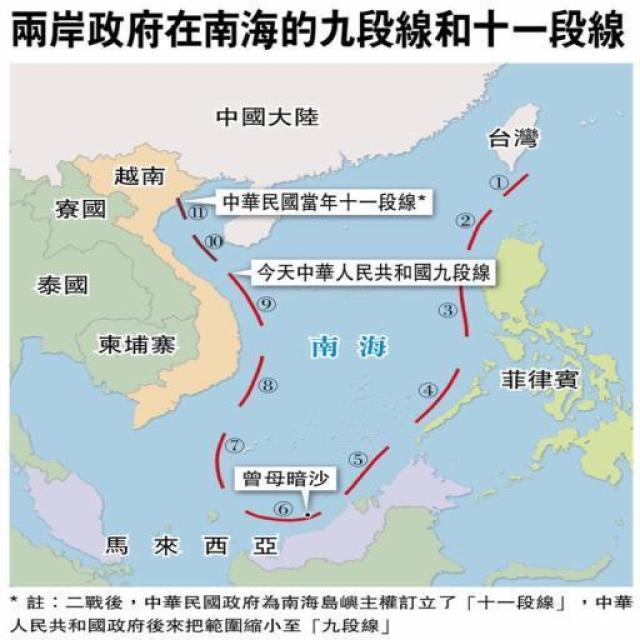 兩岸政府在南海的九段線和十一段線
中國大陸
台灣
①
越南
中華民國當年十一段線*
⑪
寮國
②
⑩
今天中華人民共和國九段線
泰國
⑨
③
柬埔寨
南海
菲律賓
⑧
④
⑦
⑤
曾母暗沙
⑥
馬來西亞
* 註：二戰後，中華民國政府為南海島嶼主權訂立了「十一段線」，中華
人民共和國政府後來把範圍縮小至「九段線」